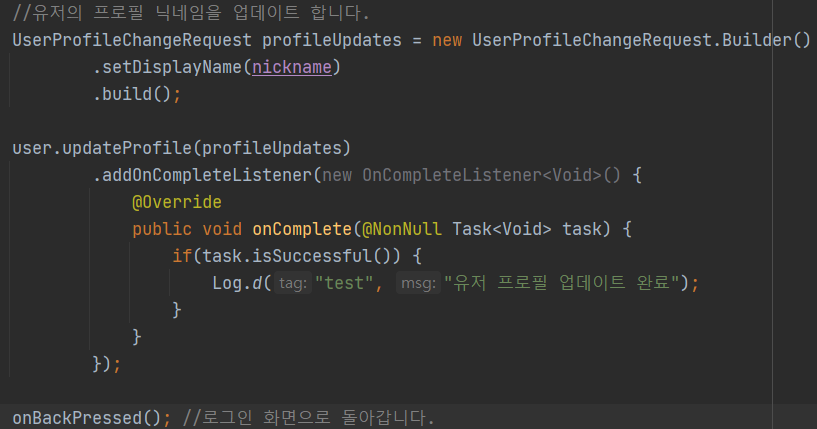 //유저의 프로필 닉네임을 업데이트 합니다.
UserProfileChangeRequest profileUpdates = new UserProfileChangeRequest.Builder()
.setDisplayName(nickname)
.build();
user.updateProfile(profileUpdates)
.addOnCompleteListener(new OnCompleteListener<Void>() {
@Override
public void onComplete(@NonNull Task<Void> task) {
if(task.isSuccessful()) {
Log.d( tag: "test", msg: "유저 프로필 업데이트 완료");
}
}
});
onBackPressed(); //로그인 화면으로 돌아갑니다.